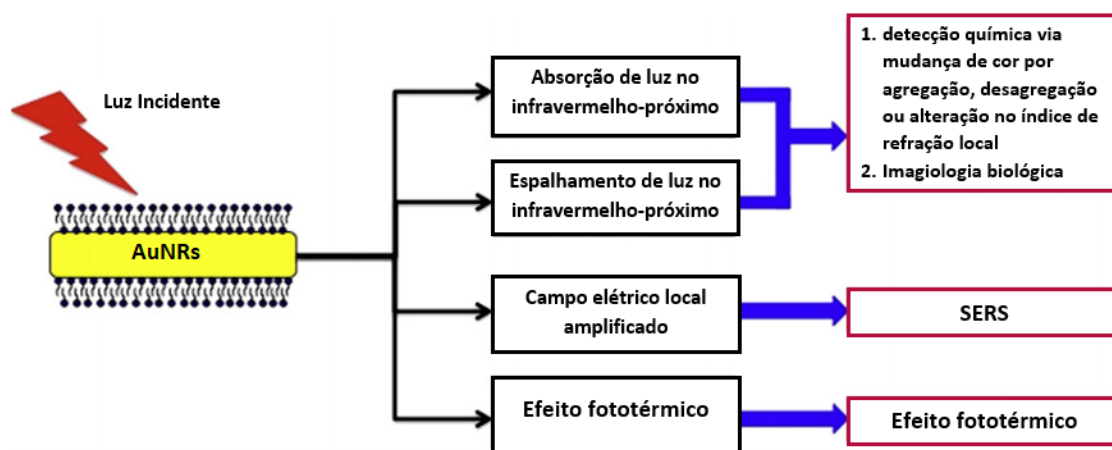 Luz Incidente
AuNRs
Absorção de luz no
infravermelho-próximo
Espalhamento de luz no
infravermelho-próximo
Campo elétrico local
amplificado
Efeito fototérmico
1. detecção química via
mudança de cor por
agregação, desagregação
ou alteração no índice de
refração local
2. Imagiologia biológica
SERS
Efeito fototérmico